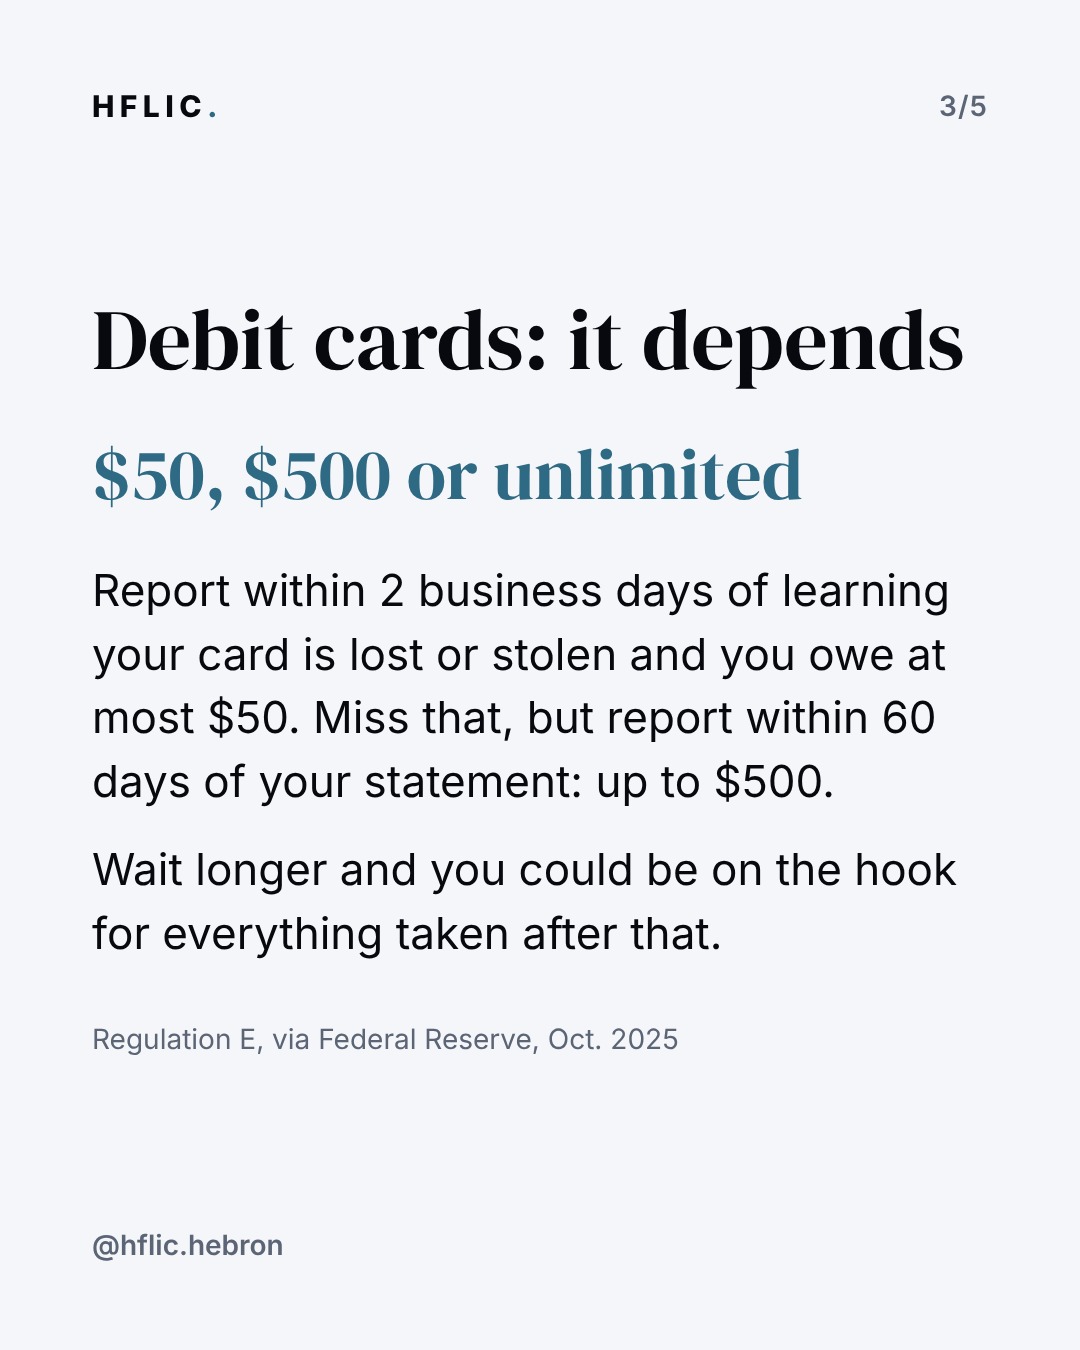 HFLIC.
3/5
Debit cards: it depends
$50, $500 or unlimited
Report within 2 business days of learning
your card is lost or stolen and you owe at
most $50. Miss that, but report within 60
days of your statement: up to $500.
Wait longer and you could be on the hook
for everything taken after that.
Regulation E, via Federal Reserve, Oct. 2025
@hflic.hebron